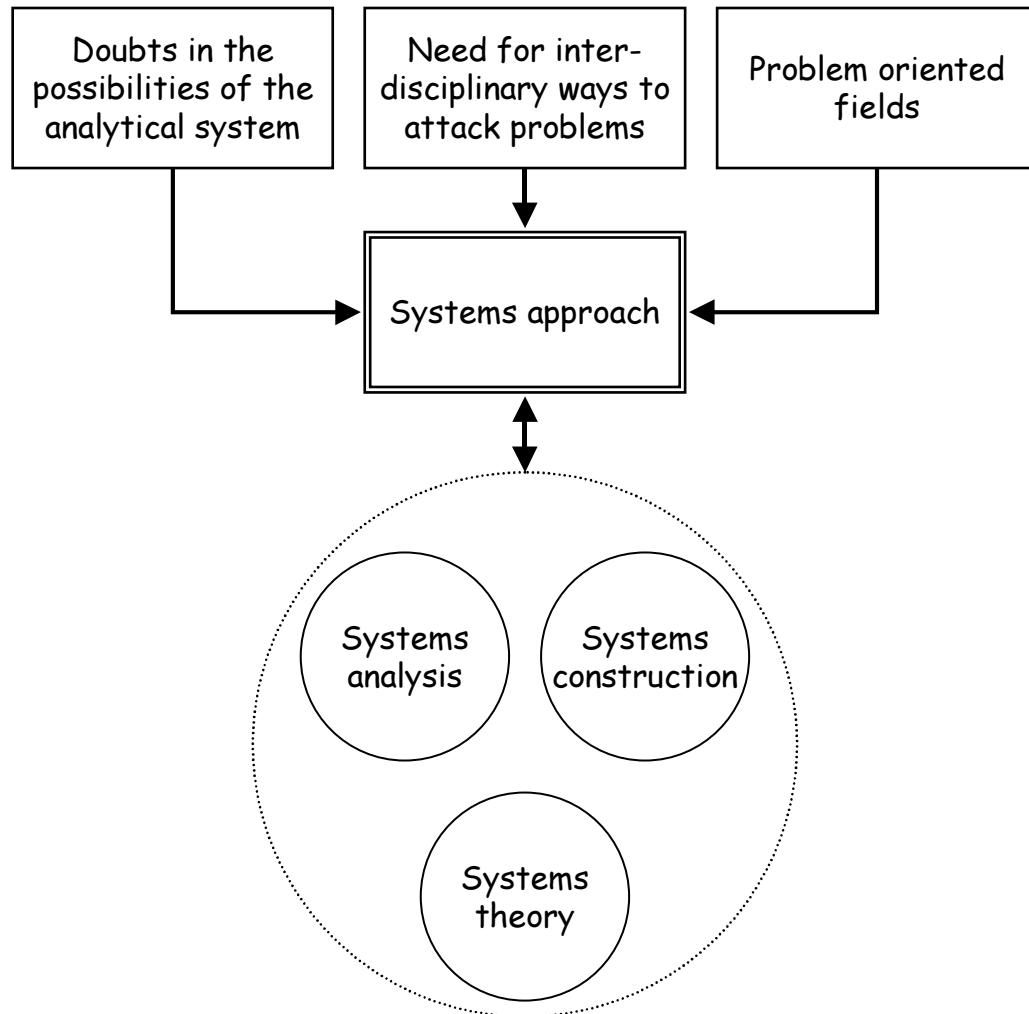 Doubts in the
possibilities of the
analytical system
Need for inter-
disciplinary ways to
attack problems
Problem oriented
fields
Systems approach
Systems
analysis
Systems
construction
Systems
theory